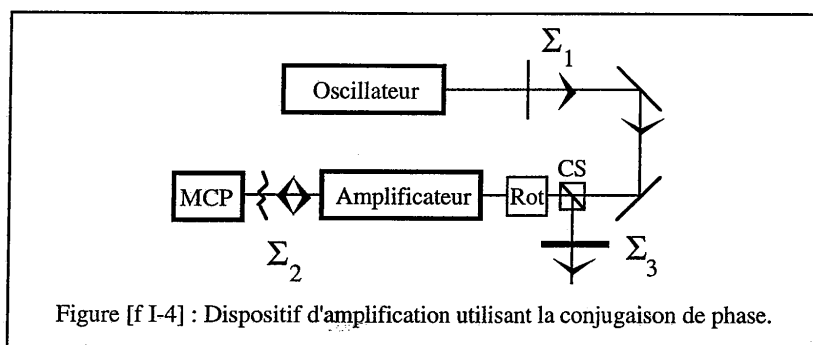 Σ1
Oscillateur
CS
MCP
Amplificateur
Rot
Σ2
Σ3
Figure [f I-4] : Dispositif d'amplification utilisant la conjugaison de phase.